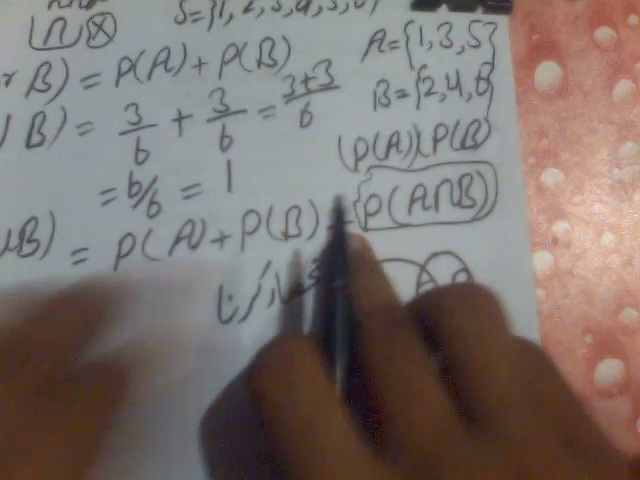 S={1, 2, 3, 4, 5, 6}
∩ ⊗
A={1,3,5}
r B) = P(A) + P(B)
B={2,4,6}
B) = 3/6 + 3/6 = 3+3/6
(P(A))(P(B)
= 6/6 = 1
UB) = P(A) + P(B) - P(A∩B)